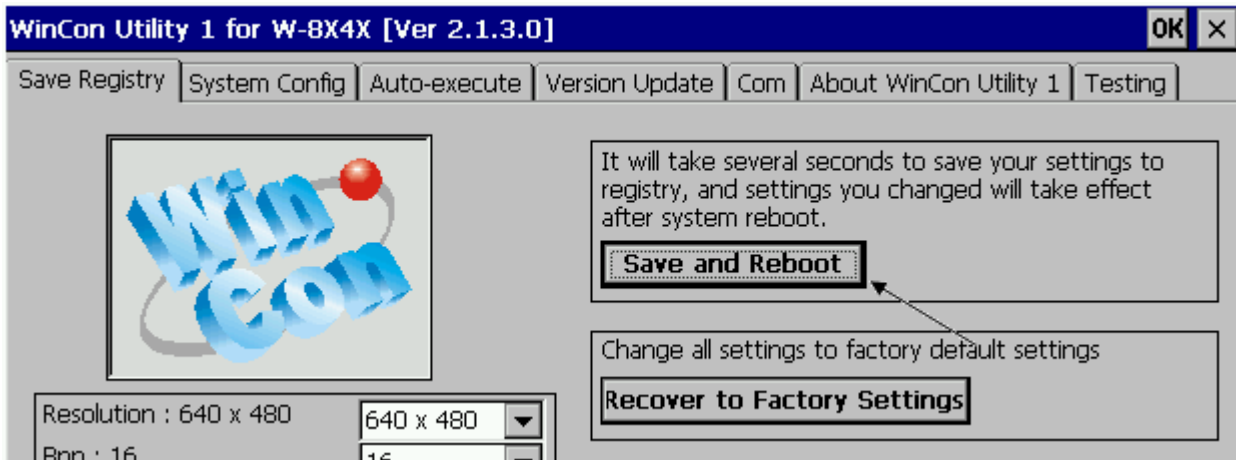 WinCon Utility 1 for W-8X4X [Ver 2.1.3.0]
OK ×
Save Registry System Config Auto-execute Version Update Com About WinCon Utility 1 Testing
Win
Con
It will take several seconds to save your settings to
registry, and settings you changed will take effect
after system reboot.
Save and Reboot
Change all settings to factory default settings
Recover to Factory Settings
Resolution : 640 x 480 640 x 480
Bpp : 16 16